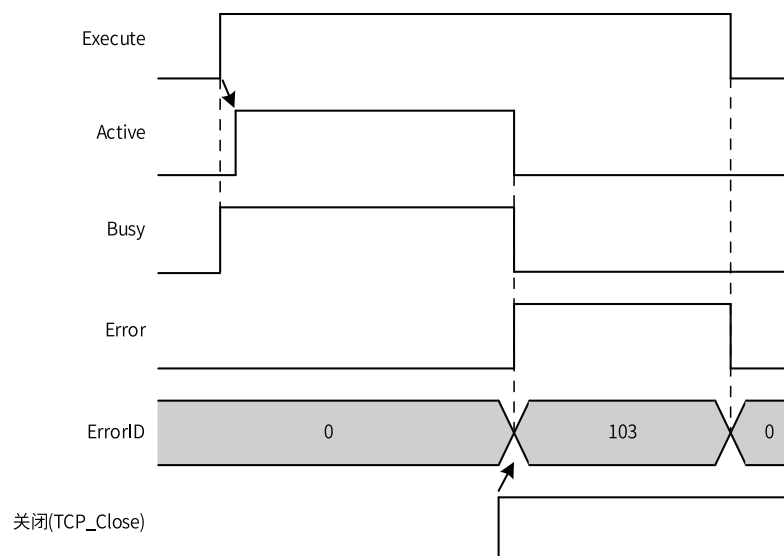 Execute
Active
Busy
Error
ErrorID
0
103
0
关闭(TCP_Close)